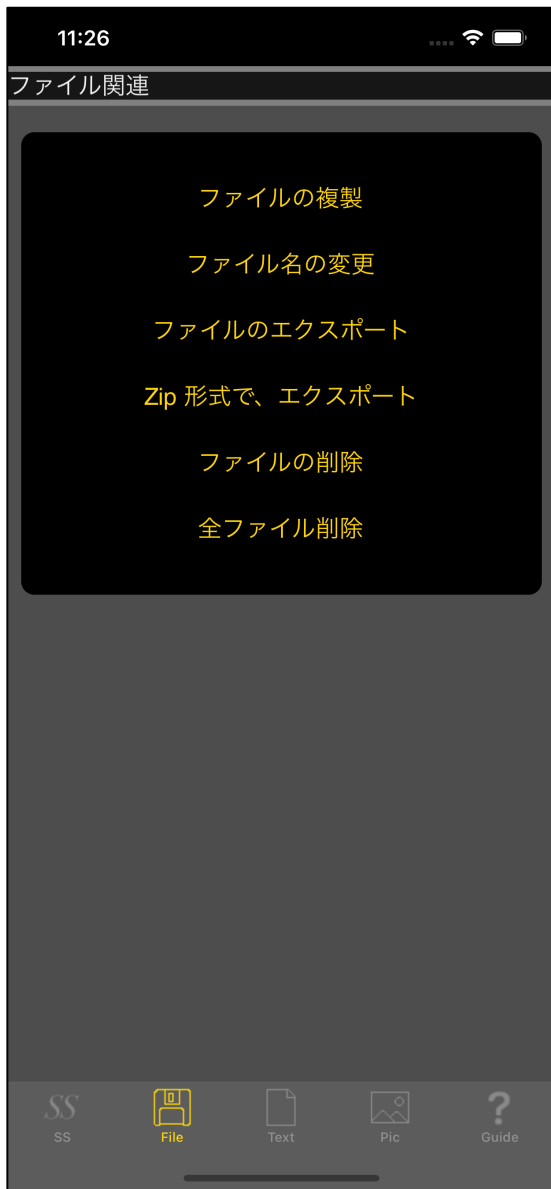 11:26
ファイル関連
ファイルの複製
ファイル名の変更
ファイルのエクスポート
Zip 形式で、エクスポート
ファイルの削除
全ファイル削除
SS
SS File Text Pic Guide